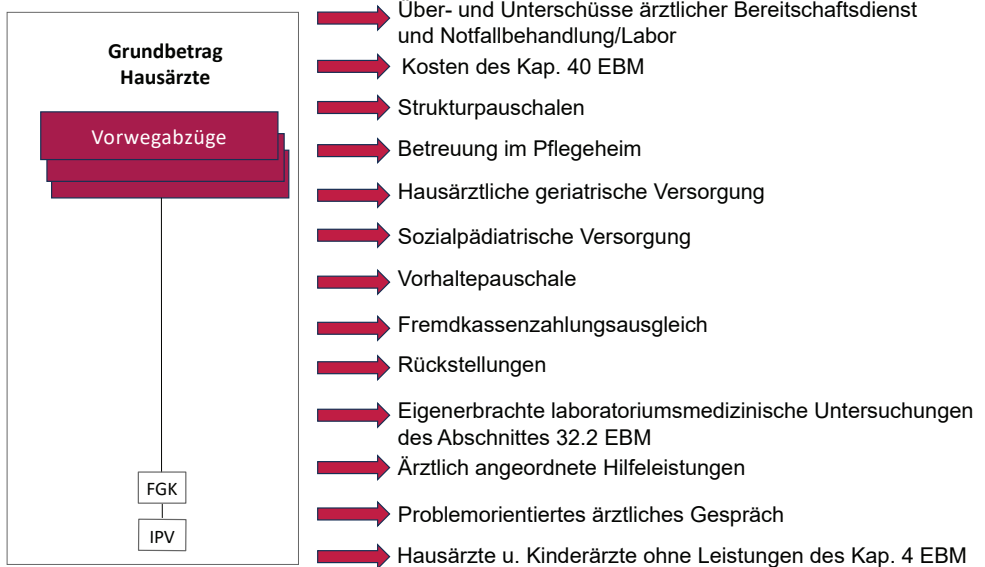 Grundbetrag
Hausärzte
Vorwegabzüge
FGK
IPV
Über- und Unterschüsse ärztlicher Bereitschaftsdienst
und Notfallbehandlung/Labor
Kosten des Kap. 40 EBM
Strukturpauschalen
Betreuung im Pflegeheim
Hausärztliche geriatrische Versorgung
Sozialpädiatrische Versorgung
Vorhaltepauschale
Fremdkassenzahlungsausgleich
Rückstellungen
Eigenerbrachte laboratoriumsmedizinische Untersuchungen
des Abschnittes 32.2 EBM
Ärztlich angeordnete Hilfeleistungen
Problemorientiertes ärztliches Gespräch
Hausärzte u. Kinderärzte ohne Leistungen des Kap. 4 EBM